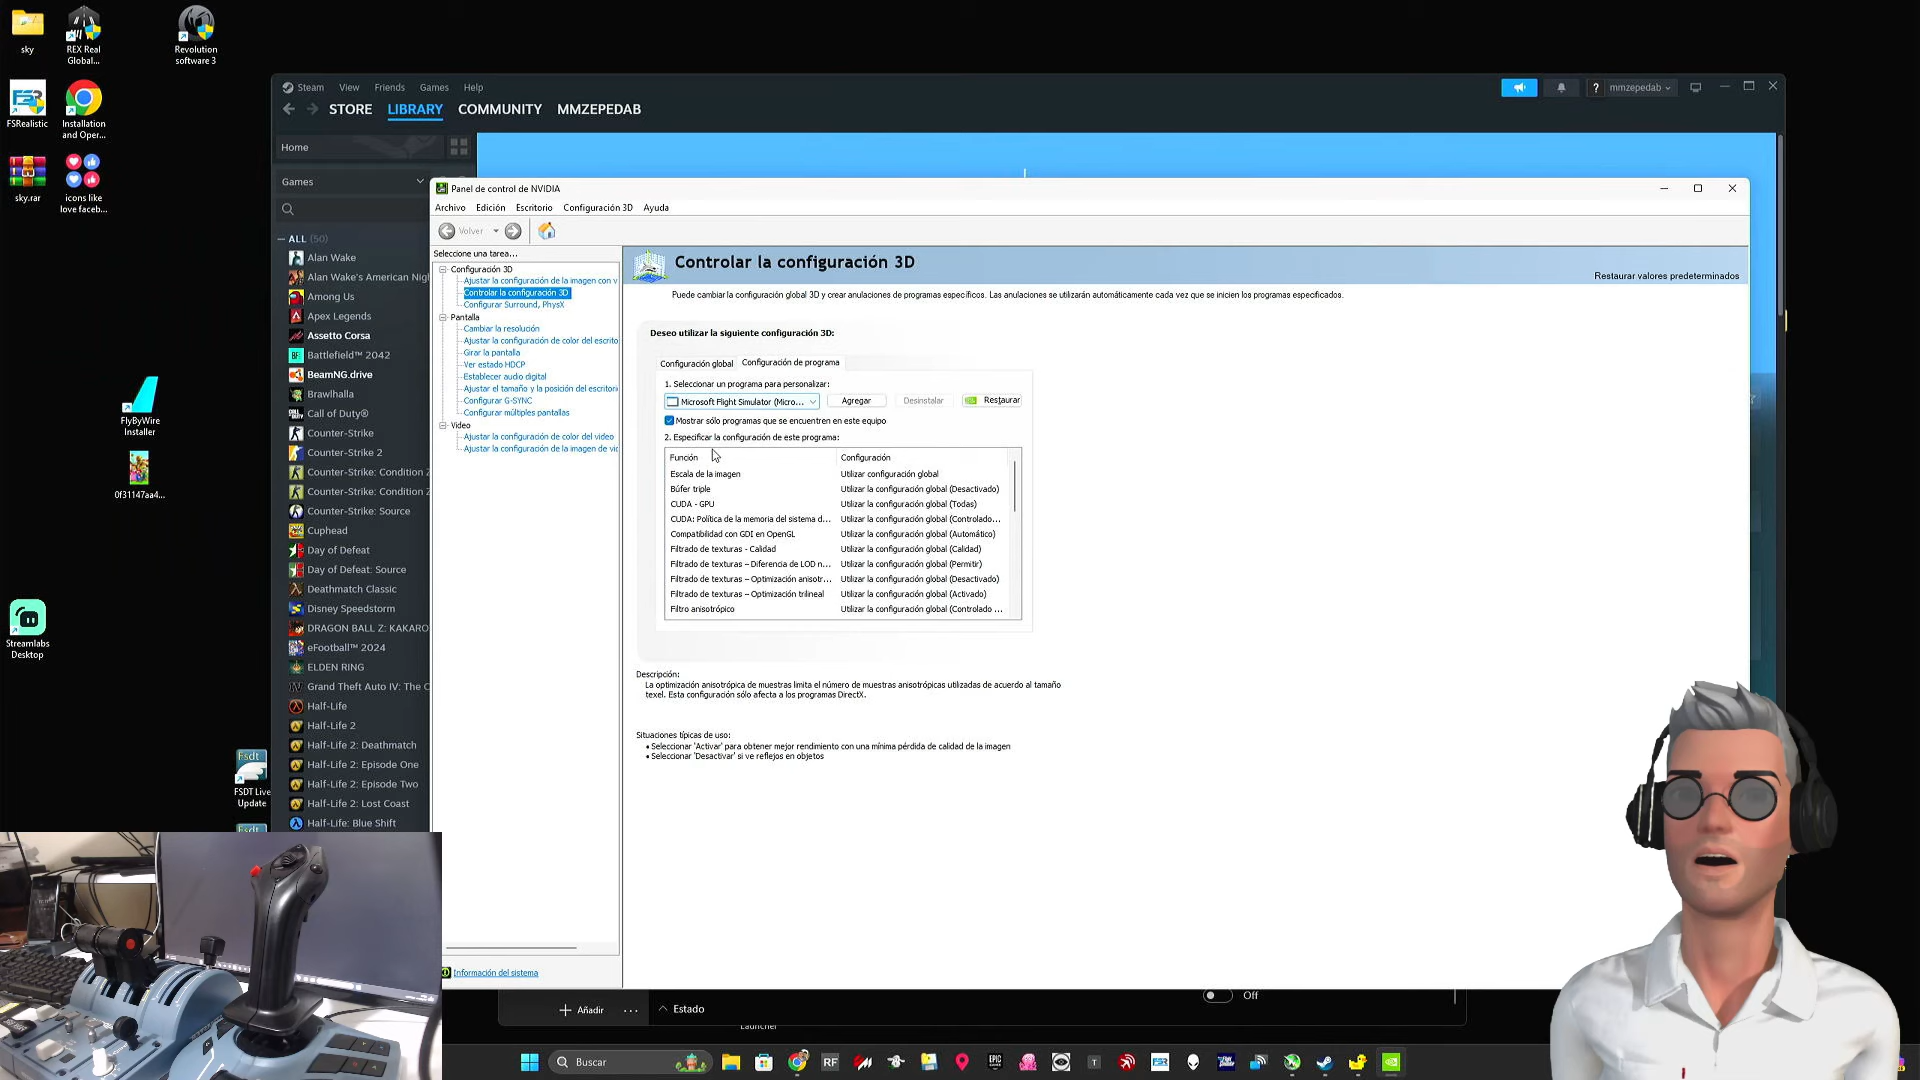 sky
REX Real
Global...
Revolution
software 3
FSRealistic
Installation
and Oper...
sky.rar
icons like
love faceb...
FlyByWire
Installer
0f31147aa4...
Streamlabs
Desktop
FSDT Live
Update
Steam
View
Friends
Games
Help
mmzepedab
STORE
LIBRARY
COMMUNITY
MMZEPEDAB
Home
Games
ALL (50)
Alan Wake
Alan Wake's American Nig
Among Us
Apex Legends
Assetto Corsa
Battlefield™ 2042
BeamNG.drive
Brawlhalla
Call of Duty®
Counter-Strike
Counter-Strike 2
Counter-Strike: Condition Z
Counter-Strike: Condition Z
Counter-Strike: Source
Cuphead
Day of Defeat
Day of Defeat: Source
Deathmatch Classic
Disney Speedstorm
DRAGON BALL Z: KAKARO
eFootball™ 2024
ELDEN RING
Grand Theft Auto IV: The C
Half-Life
Half-Life 2
Half-Life 2: Deathmatch
Half-Life 2: Episode One
Half-Life 2: Episode Two
Half-Life 2: Lost Coast
Half-Life: Blue Shift
Panel de control de NVIDIA
Archivo Edición Escritorio Configuración 3D Ayuda
Volver
Seleccione una tarea...
Configuración 3D
Ajustar la configuración de la imagen con v
Controlar la configuración 3D
Configurar Surround, PhysX
Pantalla
Cambiar la resolución
Ajustar la configuración de color del escrito
Girar la pantalla
Ver estado HDCP
Establecer audio digital
Ajustar el tamaño y la posición del escritori
Configurar G-SYNC
Configurar múltiples pantallas
Video
Ajustar la configuración de color del video
Ajustar la configuración de la imagen de vid
Información del sistema
Controlar la configuración 3D
Restaurar valores predeterminados
Puede cambiar la configuración global 3D y crear anulaciones de programas específicos. Las anulaciones se utilizarán automáticamente cada vez que se inicien los programas especificados.
Deseo utilizar la siguiente configuración 3D:
Configuración global
Configuración de programa
1. Seleccionar un programa para personalizar:
Microsoft Flight Simulator (Micro...
Agregar
Desinstalar
Restaurar
Mostrar sólo programas que se encuentren en este equipo
2. Especificar la configuración de este programa:
Función Configuración
Escala de la imagen Utilizar configuración global
Búfer triple Utilizar la configuración global (Desactivado)
CUDA - GPU Utilizar la configuración global (Todas)
CUDA: Política de la memoria del sistema d... Utilizar la configuración global (Controlado...
Compatibilidad con GDI en OpenGL Utilizar la configuración global (Automático)
Filtrado de texturas - Calidad Utilizar la configuración global (Calidad)
Filtrado de texturas – Diferencia de LOD n... Utilizar la configuración global (Permitir)
Filtrado de texturas – Optimización anisotr... Utilizar la configuración global (Desactivado)
Filtrado de texturas – Optimización trilineal Utilizar la configuración global (Activado)
Filtro anisotrópico Utilizar la configuración global (Controlado ...
Descripción:
La optimización anisotrópica de muestras limita el número de muestras anisotrópicas utilizadas de acuerdo al tamaño
texel. Esta configuración sólo afecta a los programas DirectX.
Situaciones típicas de uso:
• Seleccionar 'Activar' para obtener mejor rendimiento con una mínima pérdida de calidad de la imagen
• Seleccionar 'Desactivar' si ve reflejos en objetos
Añadir
...
Estado
Off
Launcher
Buscar